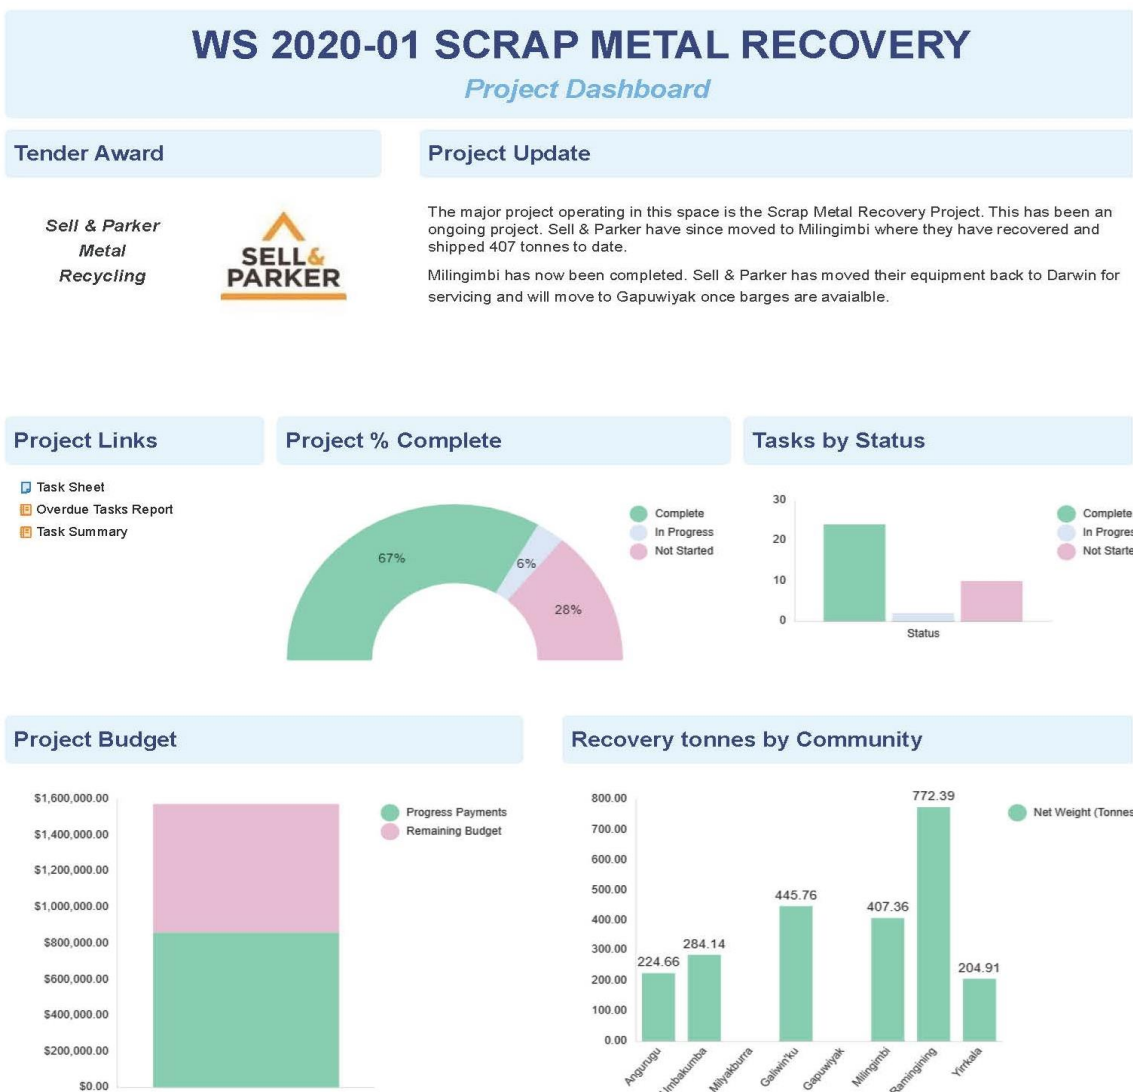 WS 2020-01 SCRAP METAL RECOVERY
Project Dashboard
Tender Award
Sell & Parker
Metal
Recycling
SELL&
PARKER
Project Update
The major project operating in this space is the Scrap Metal Recovery Project. This has been an
ongoing project. Sell & Parker have since moved to Milingimbi where they have recovered and
shipped 407 tonnes to date.
Milingimbi has now been completed. Sell & Parker has moved their equipment back to Darwin for
servicing and will move to Gapuwiyak once barges are avaialble.
Project Links
Task Sheet
Overdue Tasks Report
Task Summary
Project % Complete
67%
6%
28%
Complete
In Progress
Not Started
Tasks by Status
30
20
10
0
Status
Complete
In Progres
Not Starte
Project Budget
$1,600,000.00
$1,400,000.00
$1,200,000.00
$1,000,000.00
$800,000.00
$600,000.00
$400,000.00
$200,000.00
$0.00
Progress Payments
Remaining Budget
Recovery tonnes by Community
800.00
700.00
600.00
500.00
400.00
300.00
200.00
100.00
0.00
224.66
284.14
445.76
407.36
772.39
204.91
Angurugu
Umbakumba
Milyakburra
Galiwin'ku
Gapuwiyak
Milingimbi
Ramingining
Yirrkala
Net Weight (Tonnes